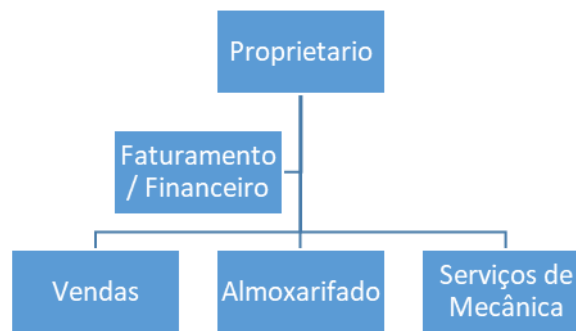 Proprietario
Faturamento
/ Financeiro
Vendas
Almoxarifado
Serviços de
Mecânica